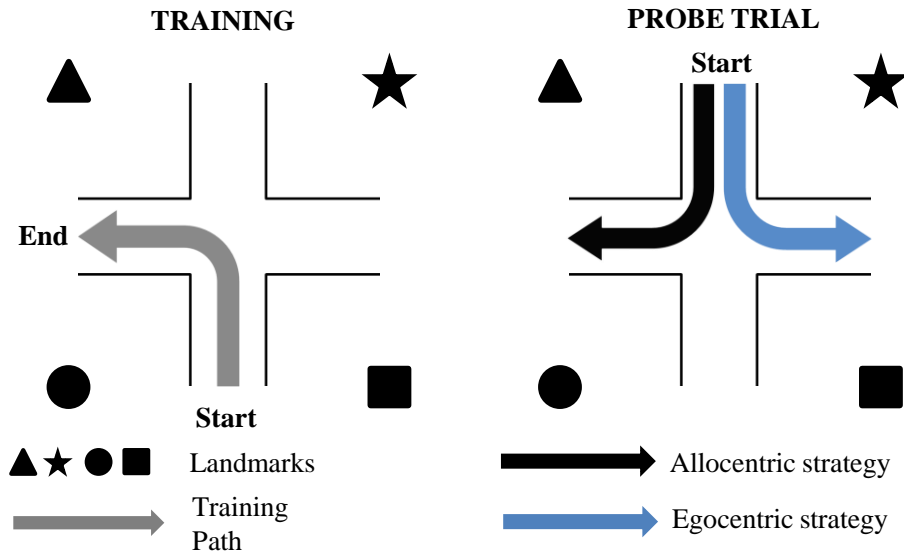 TRAINING
PROBE TRIAL
Start
End
Start
Landmarks
Allocentric strategy
Training
Path
Egocentric strategy